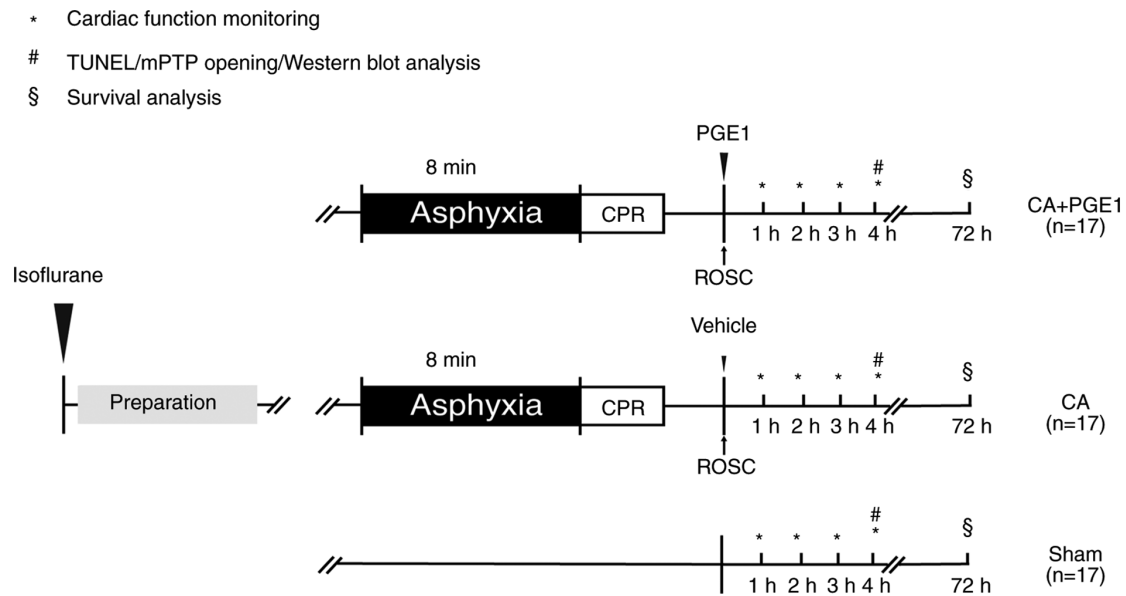 * Cardiac function monitoring
# TUNEL/mPTP opening/Western blot analysis
§ Survival analysis
PGE1
8 min
Asphyxia
CPR
* * * # *
§
1 h 2 h 3 h 4 h
72 h
ROSC
CA+PGE1
(n=17)
Isoflurane
Preparation
Vehicle
8 min
Asphyxia
CPR
* * * # *
§
1 h 2 h 3 h 4 h
72 h
ROSC
CA
(n=17)
* * * # *
§
1 h 2 h 3 h 4 h
72 h
Sham
(n=17)